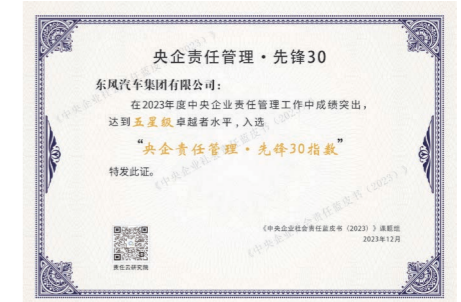 央企责任管理·先锋30
东风汽车集团有限公司：
在2023年度中央企业责任管理工作中成绩突出，
达到五星级卓越者水平，入选
“央企责任管理·先锋30指数”
特发此证。
《中央企业社会责任蓝皮书（2023）》课题组
2023年12月
责任云研究院